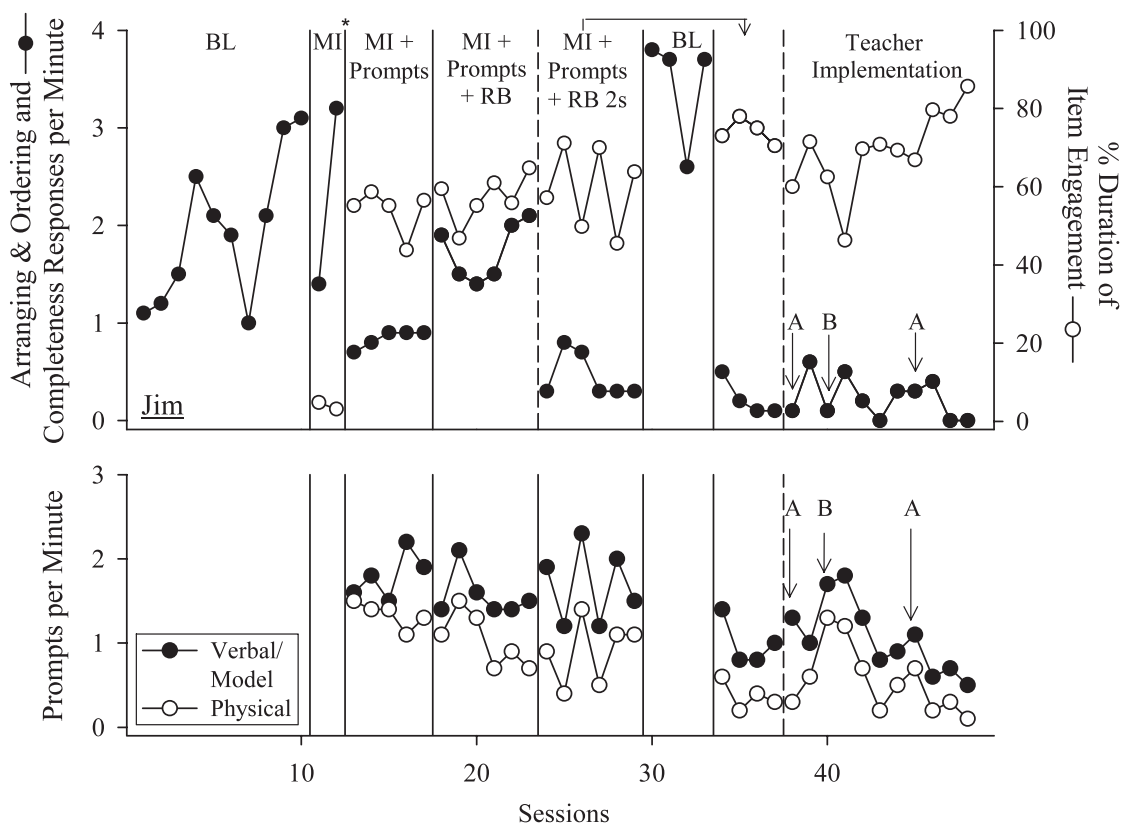 Arranging & Ordering and
Completeness Responses per Minute
4
3
2
1
0
BL
MI
*
MI +
Prompts
MI +
Prompts
+ RB
MI +
Prompts
+ RB 2s
BL
Teacher
Implementation
A
B
A
Jim
100
80
60
40
20
0
% Duration of
Item Engagement
Prompts per Minute
3
2
1
0
A
B
A
Verbal/
Model
Physical
10
20
30
40
Sessions